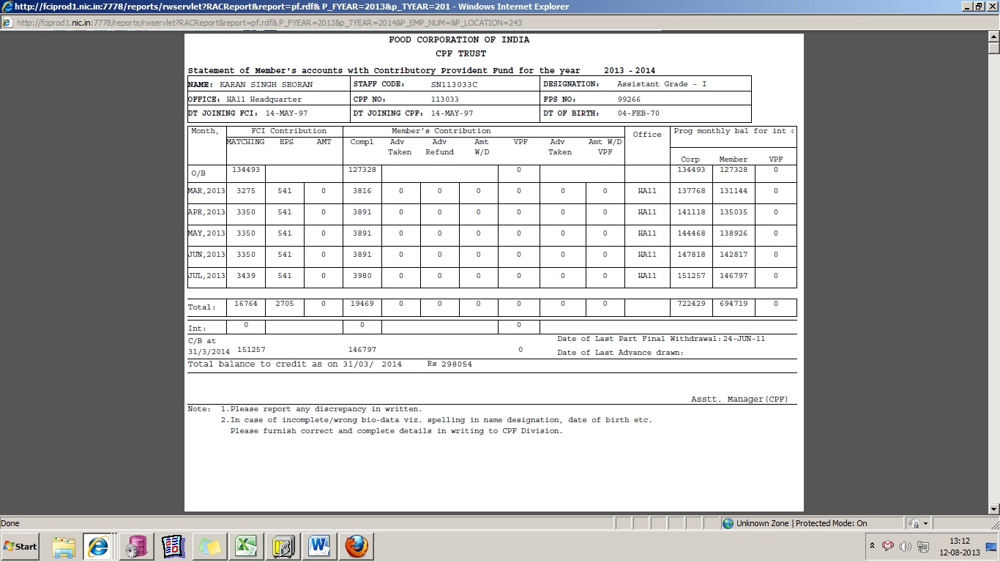 http://fciprod1.nic.in:7778/reports/rwservlet?RACReport&report=pf.rdf& P_FYEAR=2013&p_TYEAR=201 - Windows Internet Explorer
http://fciprod1.nic.in:7778/reports/rwservlet?RACReport&report=pf.rdf& P_FYEAR=2013&p_TYEAR=2014&P_EMP_NUM=&P_LOCATION=243
FOOD CORPORATION OF INDIA
CPF TRUST
Statement of Member's accounts with Contributory Provident Fund for the year 2013 - 2014
NAME: KARAN SINGH SEORAN STAFF CODE: SN113033C DESIGNATION: Assistant Grade - I
OFFICE: HA11 Headquarter CPF NO: 113033 FPS NO: 99266
DT JOINING FCI: 14-MAY-97 DT JOINING CPF: 14-MAY-97 DT OF BIRTH: 04-FEB-70
Month, FCI Contribution Member's Contribution Office Prog monthly bal for int c
MATCHING EPS AMT Compl Adv Taken Adv Refund Amt W/D VPF Adv Taken Amt W/D VPF
Corp Member VPF
O/B 134493 127328 0 134493 127328 0
MAR,2013 3275 541 0 3816 0 0 0 0 0 0 HA11 137768 131144 0
APR,2013 3350 541 0 3891 0 0 0 0 0 0 HA11 141118 135035 0
MAY,2013 3350 541 0 3891 0 0 0 0 0 0 HA11 144468 138926 0
JUN,2013 3350 541 0 3891 0 0 0 0 0 0 HA11 147818 142817 0
JUL,2013 3439 541 0 3980 0 0 0 0 0 0 HA11 151257 146797 0
Total: 16764 2705 0 19469 0 0 0 0 0 0 722429 694719 0
Int: 0 0 0
C/B at Date of Last Part Final Withdrawal: 24-JUN-11
31/3/2014 151257 146797 0 Date of Last Advance drawn:
Total balance to credit as on 31/03/ 2014 Rs 298054
Asstt. Manager(CPF)
Note: 1.Please report any discrepancy in written.
2.In case of incomplete/wrong bio-data viz. spelling in name designation, date of birth etc.
Please furnish correct and complete details in writing to CPF Division.
Done Unknown Zone | Protected Mode: On
Start 13:12
12-08-2013